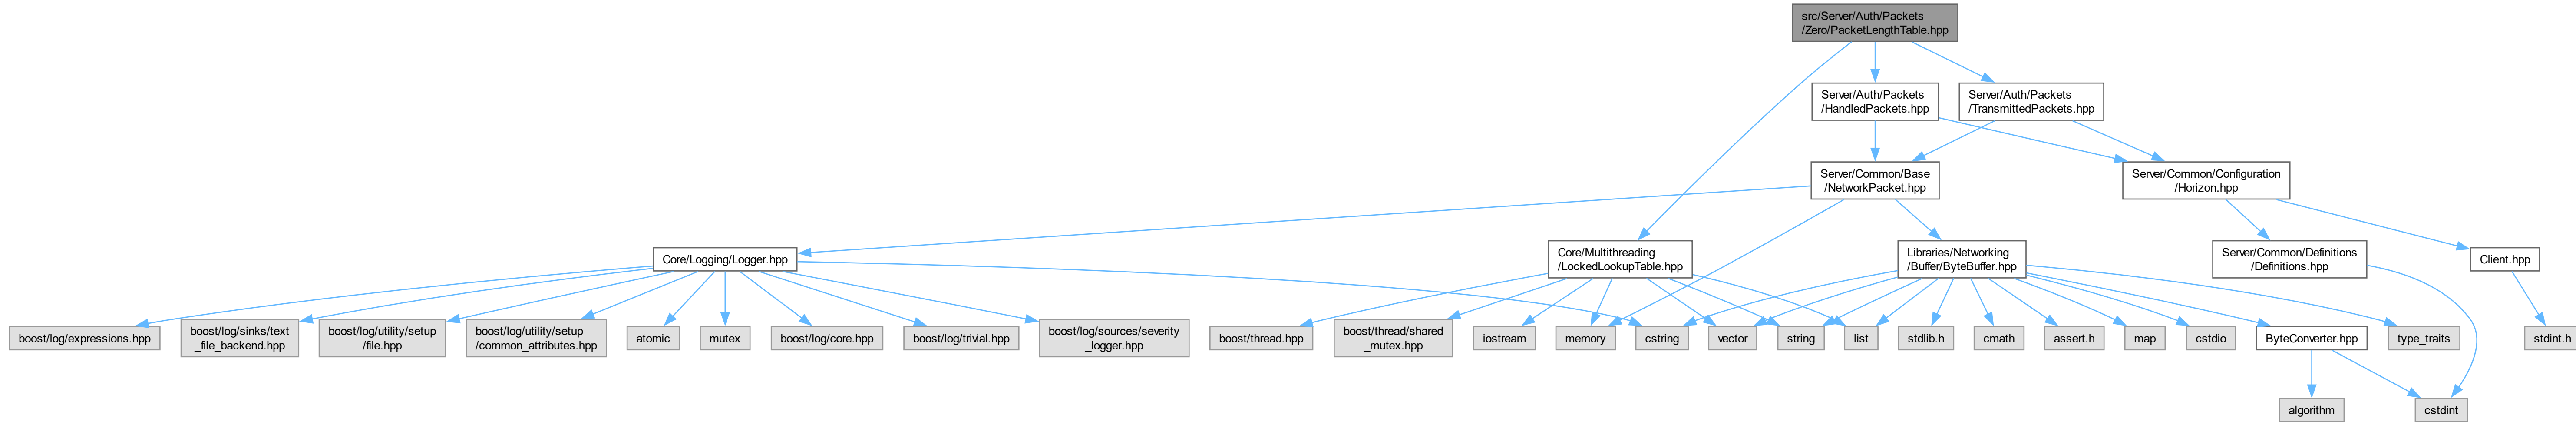 src/Server/Auth/Packets
/Zero/PacketLengthTable.hpp
Server/Auth/Packets
/HandledPackets.hpp
Server/Auth/Packets
/TransmittedPackets.hpp
Server/Common/Base
/NetworkPacket.hpp
Server/Common/Configuration
/Horizon.hpp
Core/Logging/Logger.hpp
Core/Multithreading
/LockedLookupTable.hpp
Libraries/Networking
/Buffer/ByteBuffer.hpp
Server/Common/Definitions
/Definitions.hpp
Client.hpp
boost/log/expressions.hpp
boost/log/sinks/text
_file_backend.hpp
boost/log/utility/setup
/file.hpp
boost/log/utility/setup
/common_attributes.hpp
atomic
mutex
boost/log/core.hpp
boost/log/trivial.hpp
boost/log/sources/severity
_logger.hpp
boost/thread.hpp
boost/thread/shared
_mutex.hpp
iostream
memory
cstring
vector
string
list
stdlib.h
cmath
assert.h
map
cstdio
ByteConverter.hpp
type_traits
stdint.h
algorithm
cstdint